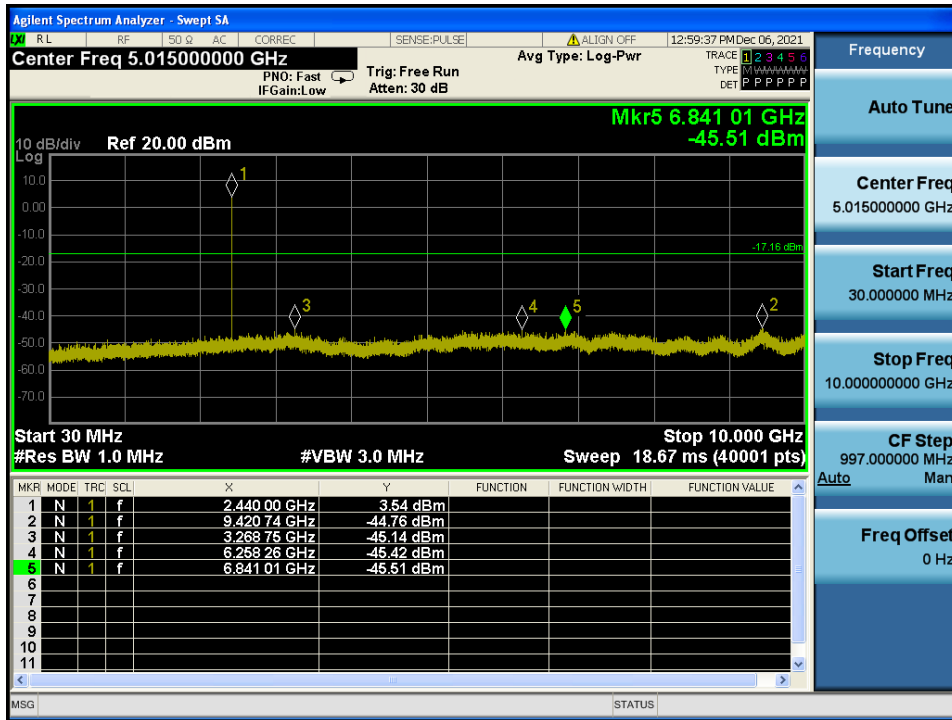 Agilent Spectrum Analyzer - Swept SA
LXI RL RF 50 Ω AC CORREC SENSE:PULSE ALIGN OFF 12:59:37 PM Dec 06, 2021
Center Freq 5.015000000 GHz
PNO: Fast
IFGain:Low
Trig: Free Run
Atten: 30 dB
Avg Type: Log-Pwr
TRACE 1 2 3 4 5 6
TYPE MWWWWW
DET P P P P P P
Mkr5 6.841 01 GHz
-45.51 dBm
10 dB/div Ref 20.00 dBm
Log
10.0
0.00
-10.0
-20.0
-30.0
-40.0
-50.0
-60.0
-70.0
-17.16 dBm
1
3
4
5
2
Start 30 MHz Stop 10.000 GHz
#Res BW 1.0 MHz #VBW 3.0 MHz Sweep 18.67 ms (40001 pts)
MKR MODE TRC SCL X Y FUNCTION FUNCTION WIDTH FUNCTION VALUE
1 N 1 f 2.440 00 GHz 3.54 dBm
2 N 1 f 9.420 74 GHz -44.76 dBm
3 N 1 f 3.268 75 GHz -45.14 dBm
4 N 1 f 6.258 26 GHz -45.42 dBm
5 N 1 f 6.841 01 GHz -45.51 dBm
6
7
8
9
10
11
MSG STATUS
Frequency
Auto Tune
Center Freq
5.015000000 GHz
Start Freq
30.000000 MHz
Stop Freq
10.000000000 GHz
CF Step
997.000000 MHz
Auto Man
Freq Offset
0 Hz